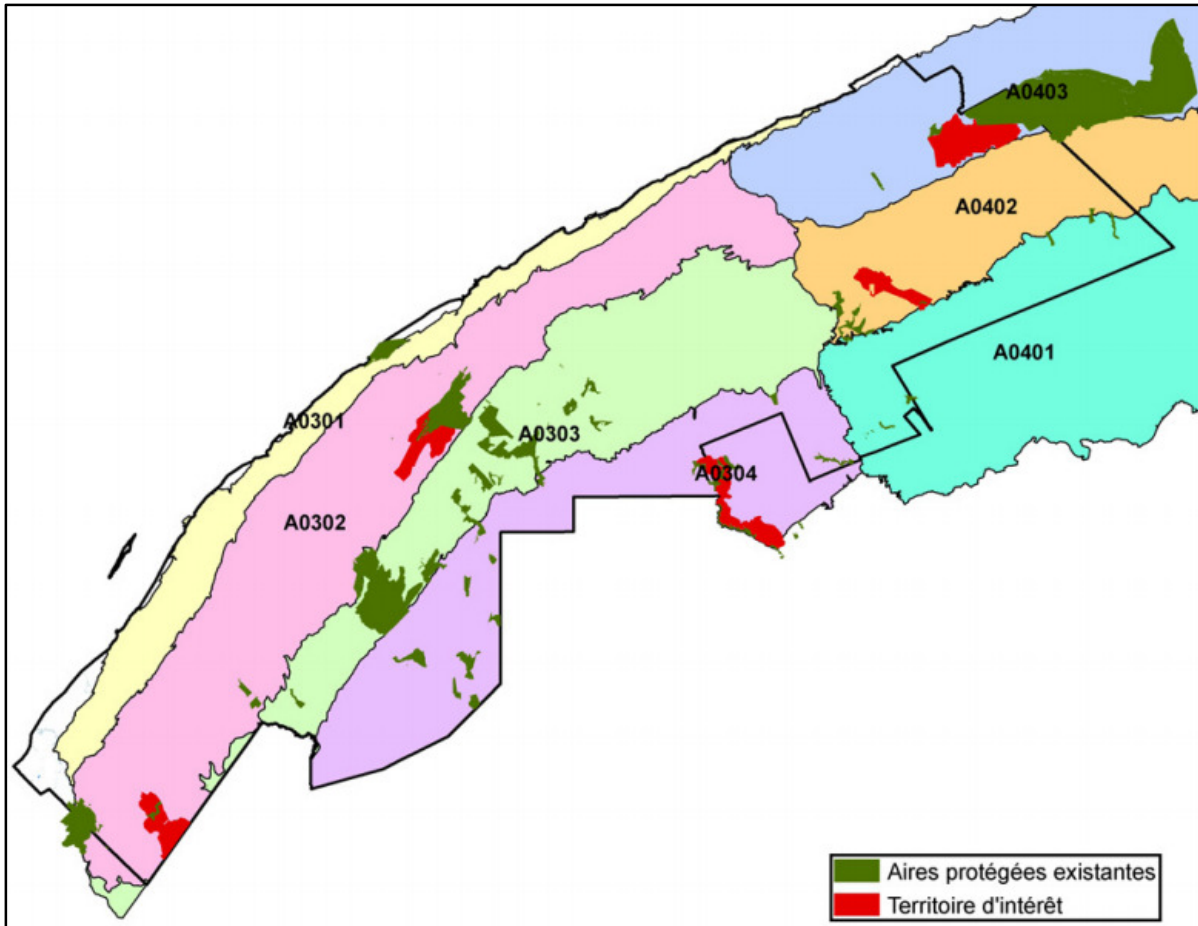 A0403
A0402
A0401
A0301
A0303
A0304
A0302
Aires protégées existantes
Territoire d'intérêt